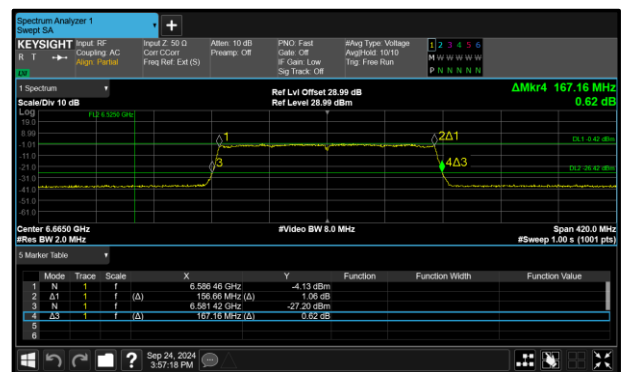 Spectrum Analyzer 1
Swept SA
KEYSIGHT
R T
Input: RF
Coupling: AC
Align: Partial
Input Z: 50 Ω
Corr CCorr
Freq Ref: Ext (S)
Atten: 10 dB
Preamp: Off
PNO: Fast
Gate: Off
IF Gain: Low
Sig Track: Off
#Avg Type: Voltage
Avg|Hold: 10/10
Trig: Free Run
1 2 3 4 5 6
M W W W W W
P N N N N N
1 Spectrum
Scale/Div 10 dB
Ref Lvl Offset 28.99 dB
Ref Level 28.99 dBm
ΔMkr4 167.16 MHz
0.62 dB
Log
19.0
8.99
-1.01
-11.0
-21.0
-31.0
-41.0
-51.0
-61.0
1
2Δ1
3
4Δ3
DL1 -0.42 dBm
DL2 -26.42 dBm
Center 6.6650 GHz
#Res BW 2.0 MHz
#Video BW 8.0 MHz
Span 420.0 MHz
#Sweep 1.00 s (1001 pts)
5 Marker Table
Mode Trace Scale X Y Function Function Width Function Value
1 N 1 f 6.586 46 GHz -4.13 dBm
2 Δ1 1 f (Δ) 156.66 MHz (Δ) 1.06 dB
3 N 1 f 6.581 42 GHz -27.20 dBm
4 Δ3 1 f (Δ) 167.16 MHz (Δ) 0.62 dB
5
6
Sep 24, 2024
3:57:18 PM